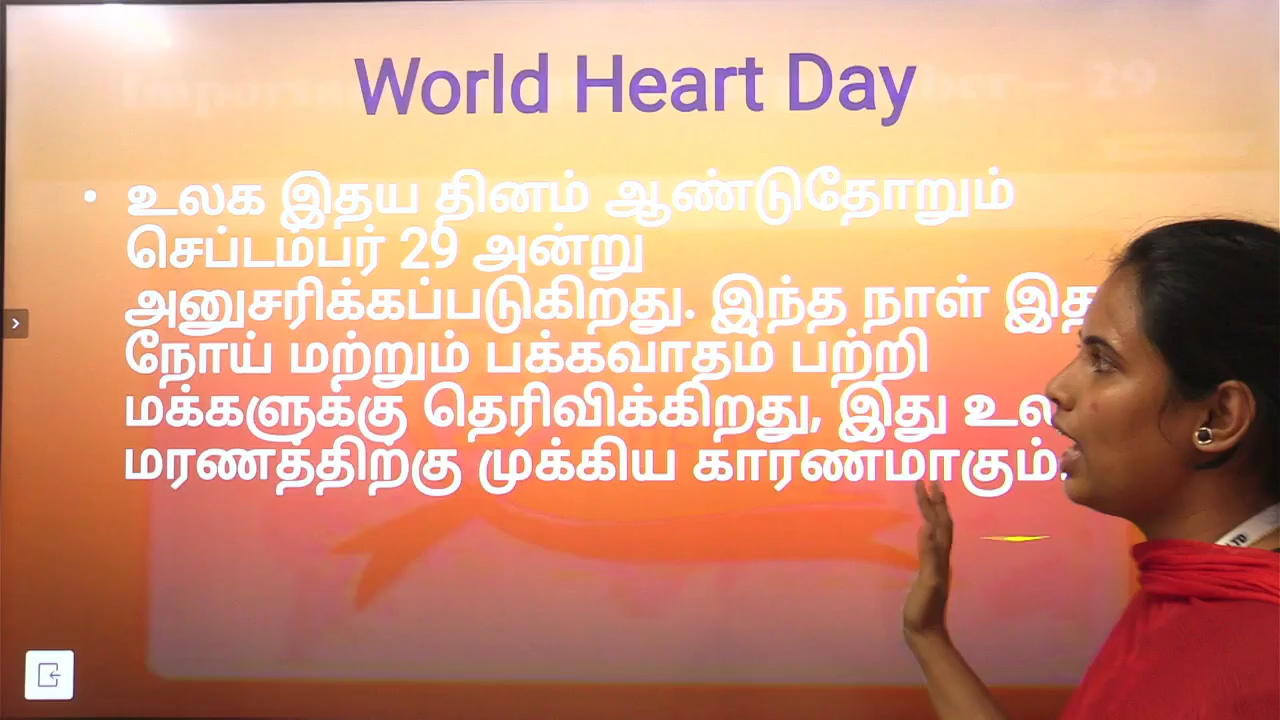 World Heart Day
• உலக இதய தினம் ஆண்டுதோறும்
செப்டம்பர் 29 அன்று
அனுசரிக்கப்படுகிறது. இந்த நாள்
நோய் மற்றும் பக்கவாதம் பற்றி
மக்களுக்கு தெரிவிக்கிறது, இது
மரணத்திற்கு முக்கிய காரணமாகும்.